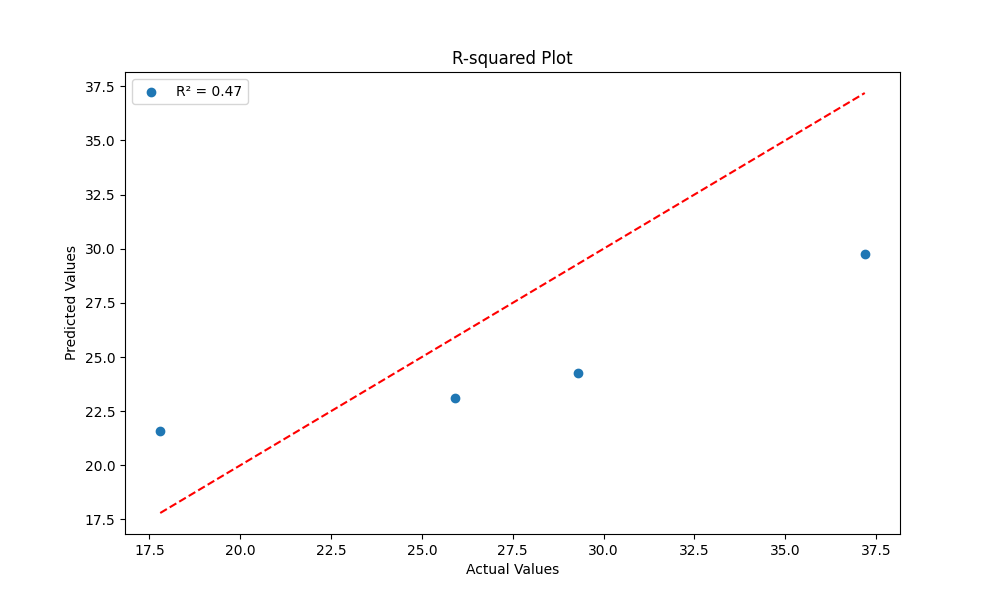 R-squared Plot
R² = 0.47
37.5
35.0
32.5
30.0
27.5
25.0
22.5
20.0
17.5
Predicted Values
17.5 20.0 22.5 25.0 27.5 30.0 32.5 35.0 37.5
Actual Values